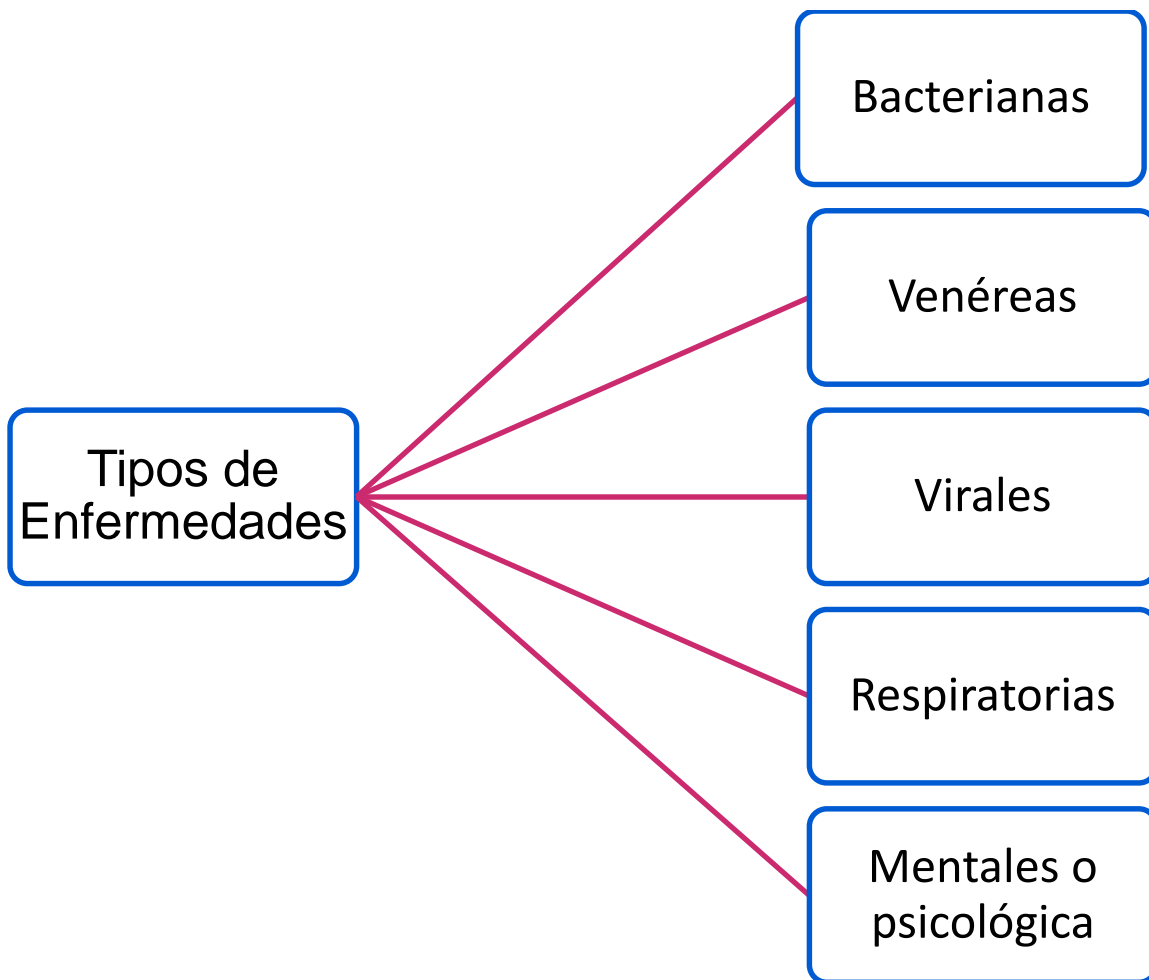 Tipos de
Enfermedades
Bacterianas
Venéreas
Virales
Respiratorias
Mentales o
psicológica